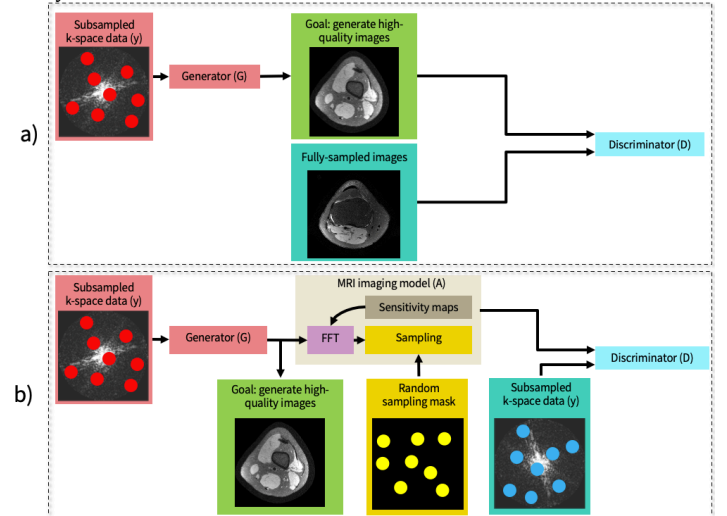 a)
Subsampled
k-space data (y)
Generator (G)
Goal: generate high-
quality images
Fully-sampled images
Discriminator (D)
b)
Subsampled
k-space data (y)
Generator (G)
MRI imaging model (A)
Sensitivity maps
FFT
Sampling
Discriminator (D)
Goal: generate high-
quality images
Random
sampling mask
Subsampled
k-space data (y)